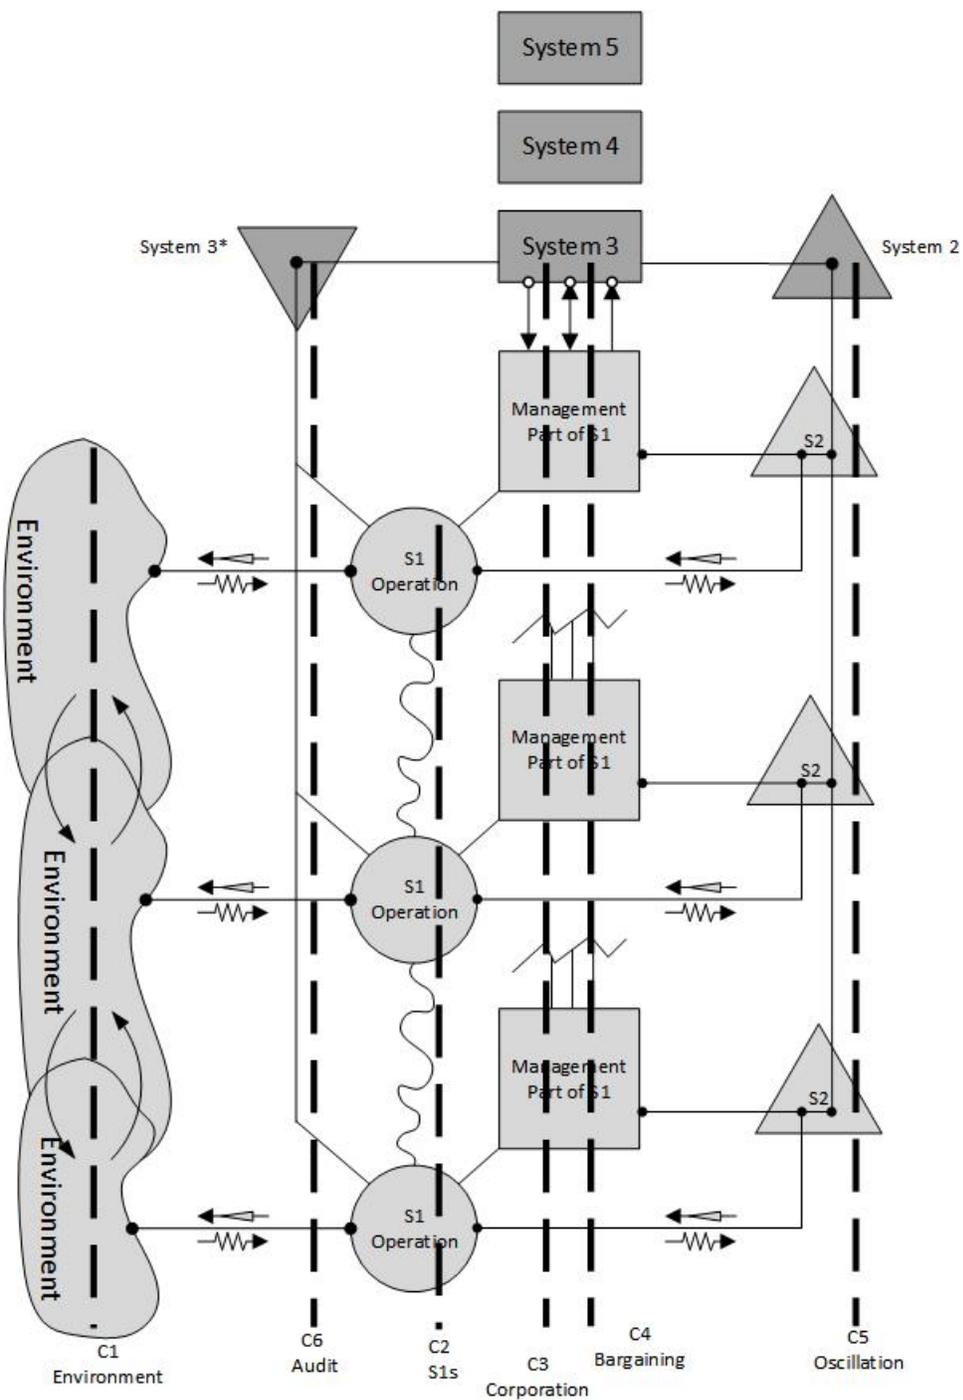 System 5
System 4
System 3*
System 3
System 2
Management
Part of S1
S2
Environment
S1
Operation
Management
Part of S1
S2
Environment
S1
Operation
Management
Part of S1
S2
Environment
S1
Operation
C1
Environment
C6
Audit
C2
S1s
C3
Corporation
C4
Bargaining
C5
Oscillation